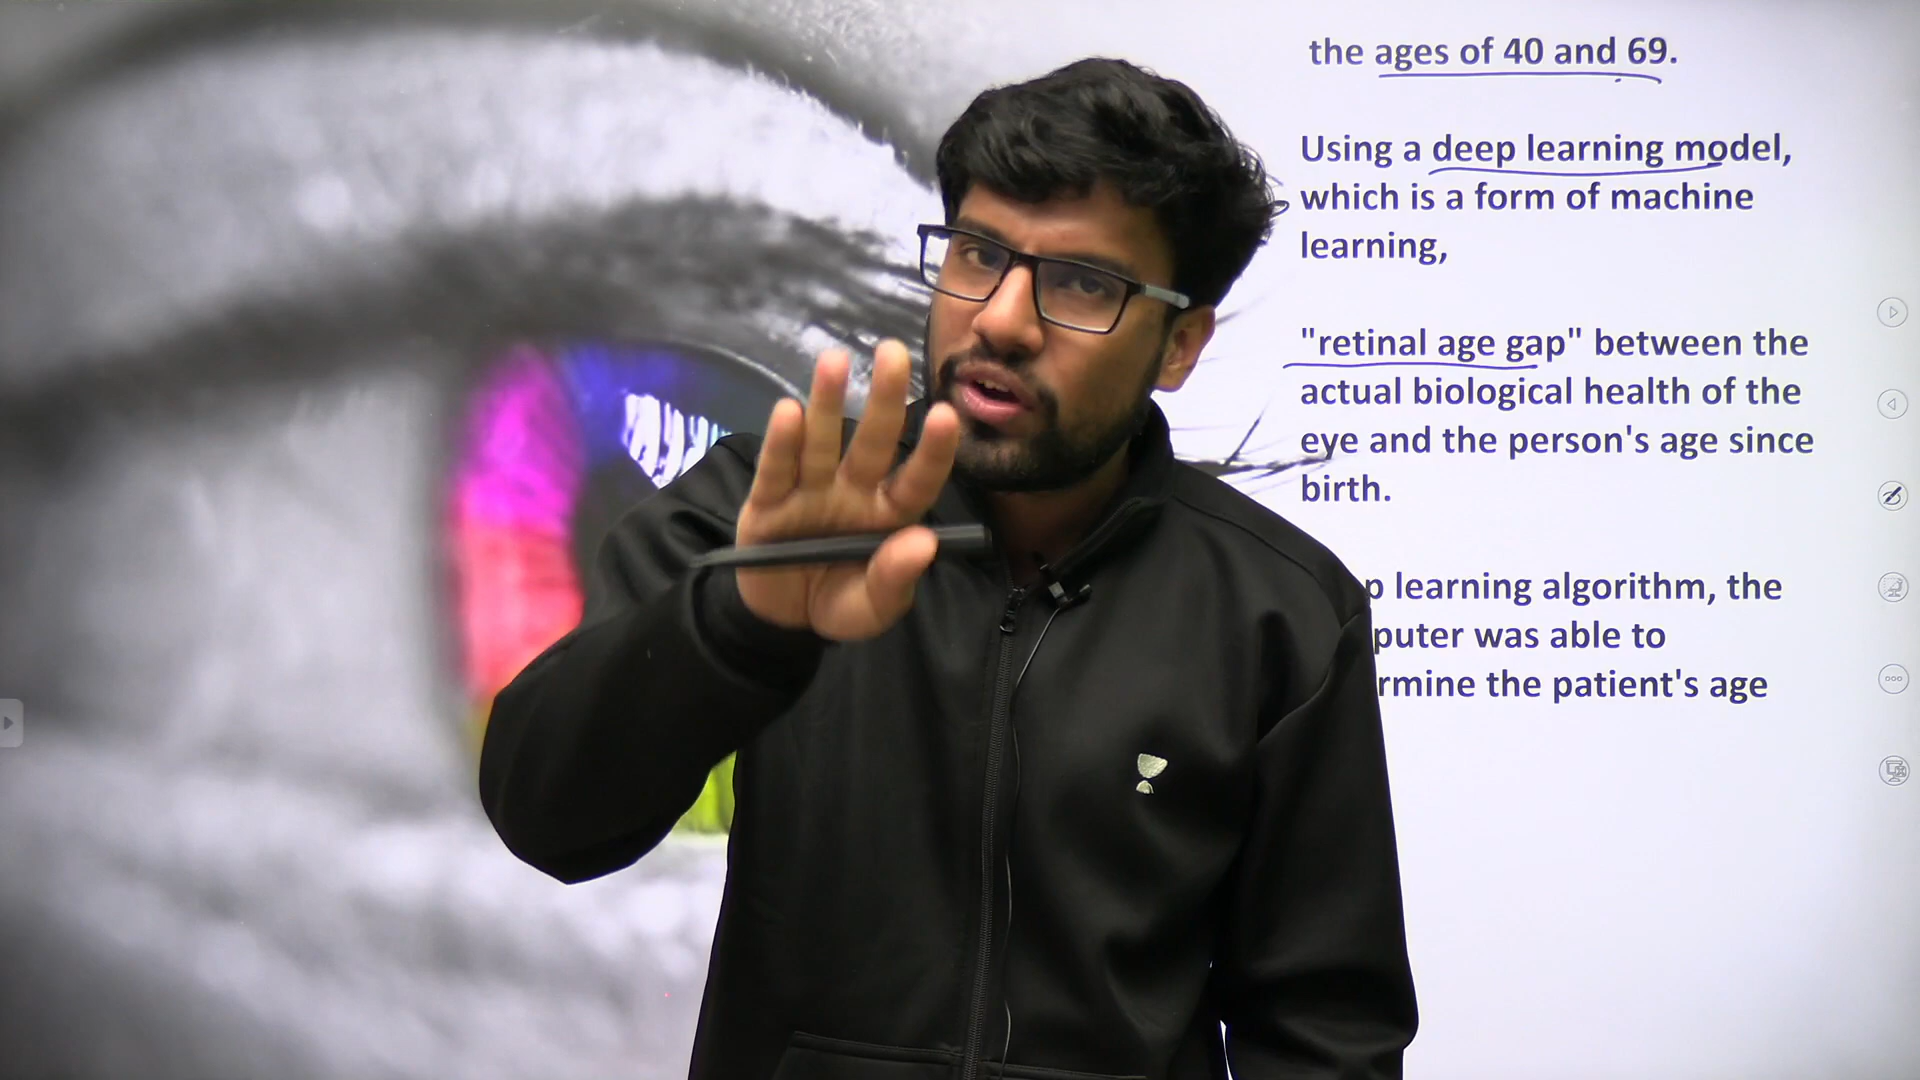 the ages of 40 and 69.
Using a deep learning model,
which is a form of machine
learning,
"retinal age gap" between the
actual biological health of the
eye and the person's age since
birth.
p learning algorithm, the
puter was able to
rmine the patient's age